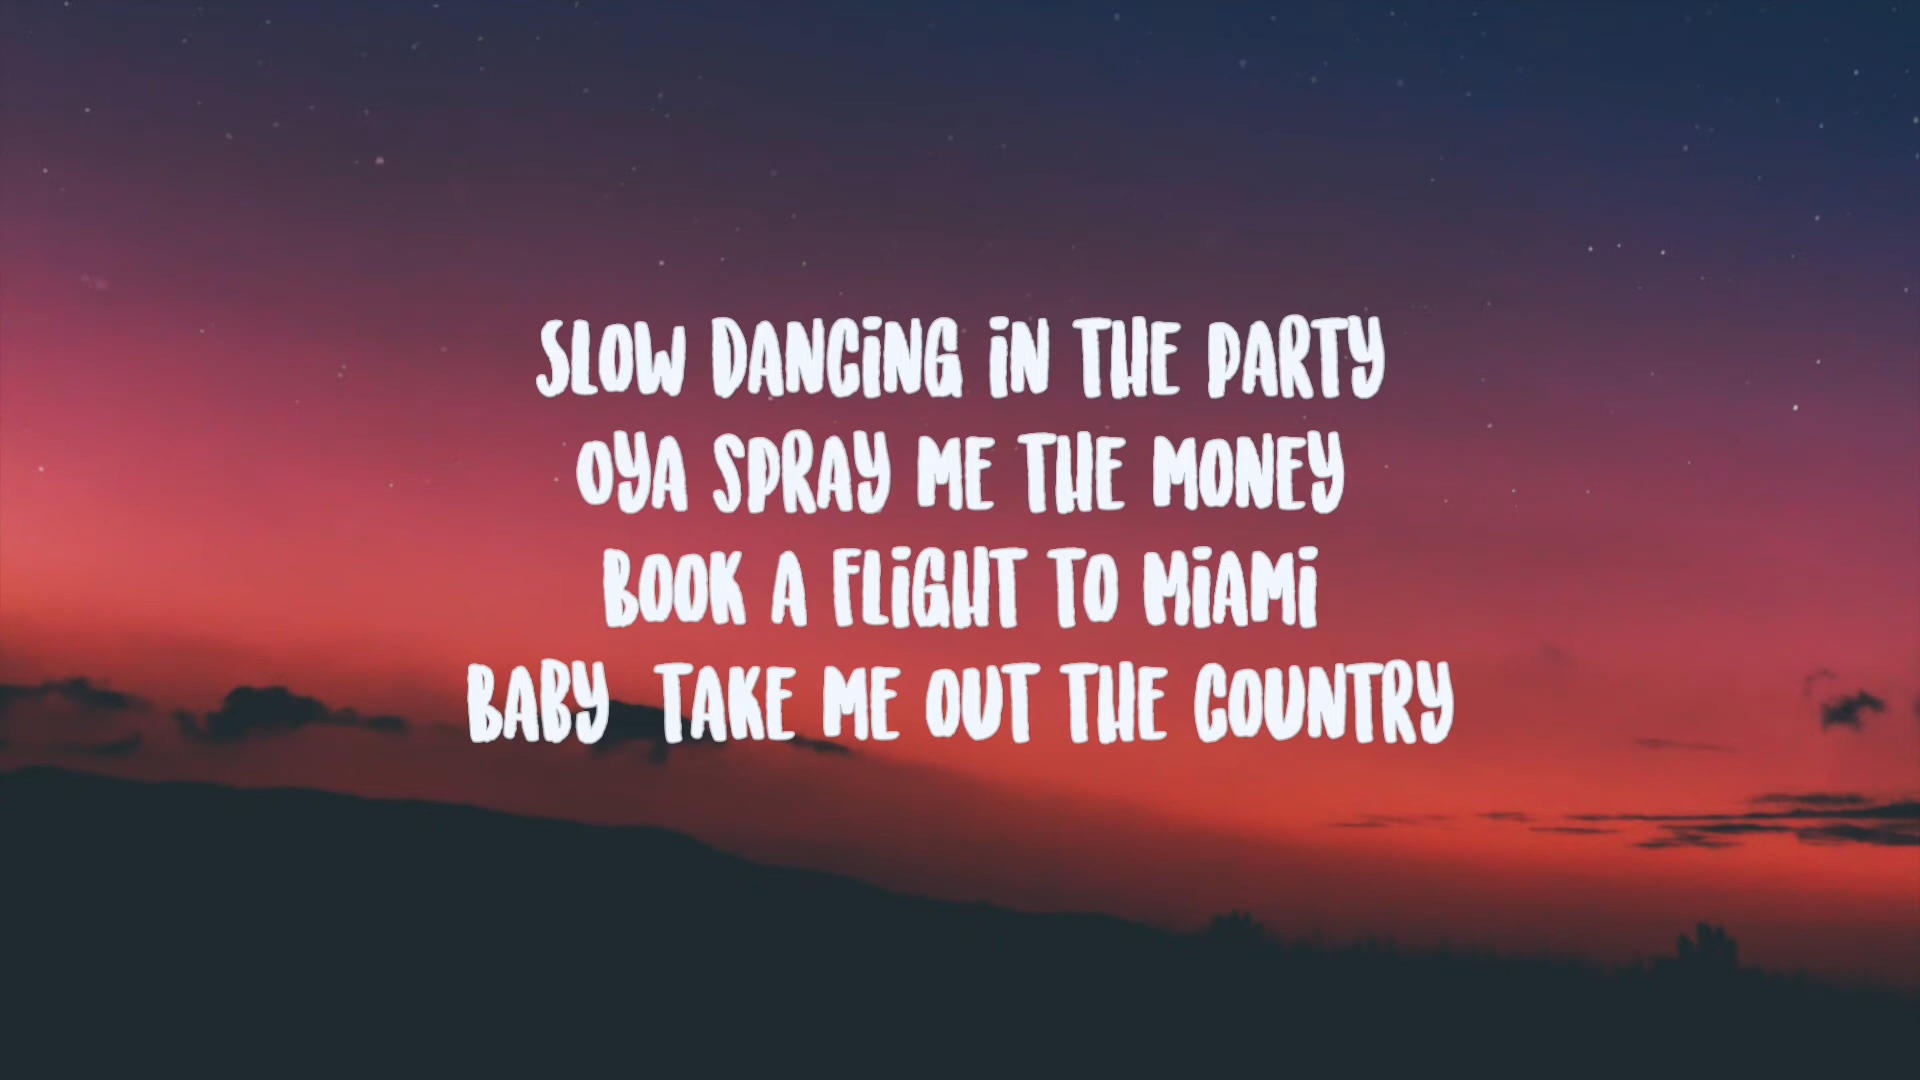 SLOW DANCING IN THE PARTY
OYA SPRAY ME THE MONEY
BOOK A FLIGHT TO MIAMI
BABY  TAKE ME OUT THE COUNTRY